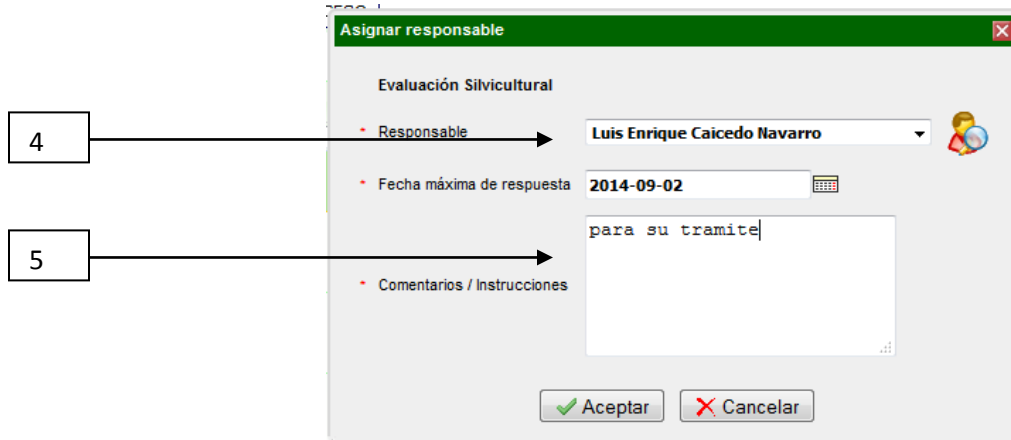 Asignar responsable
Evaluación Silvicultural
4
* Responsable Luis Enrique Caicedo Navarro
* Fecha máxima de respuesta 2014-09-02
5
para su tramite
* Comentarios / Instrucciones
Aceptar Cancelar